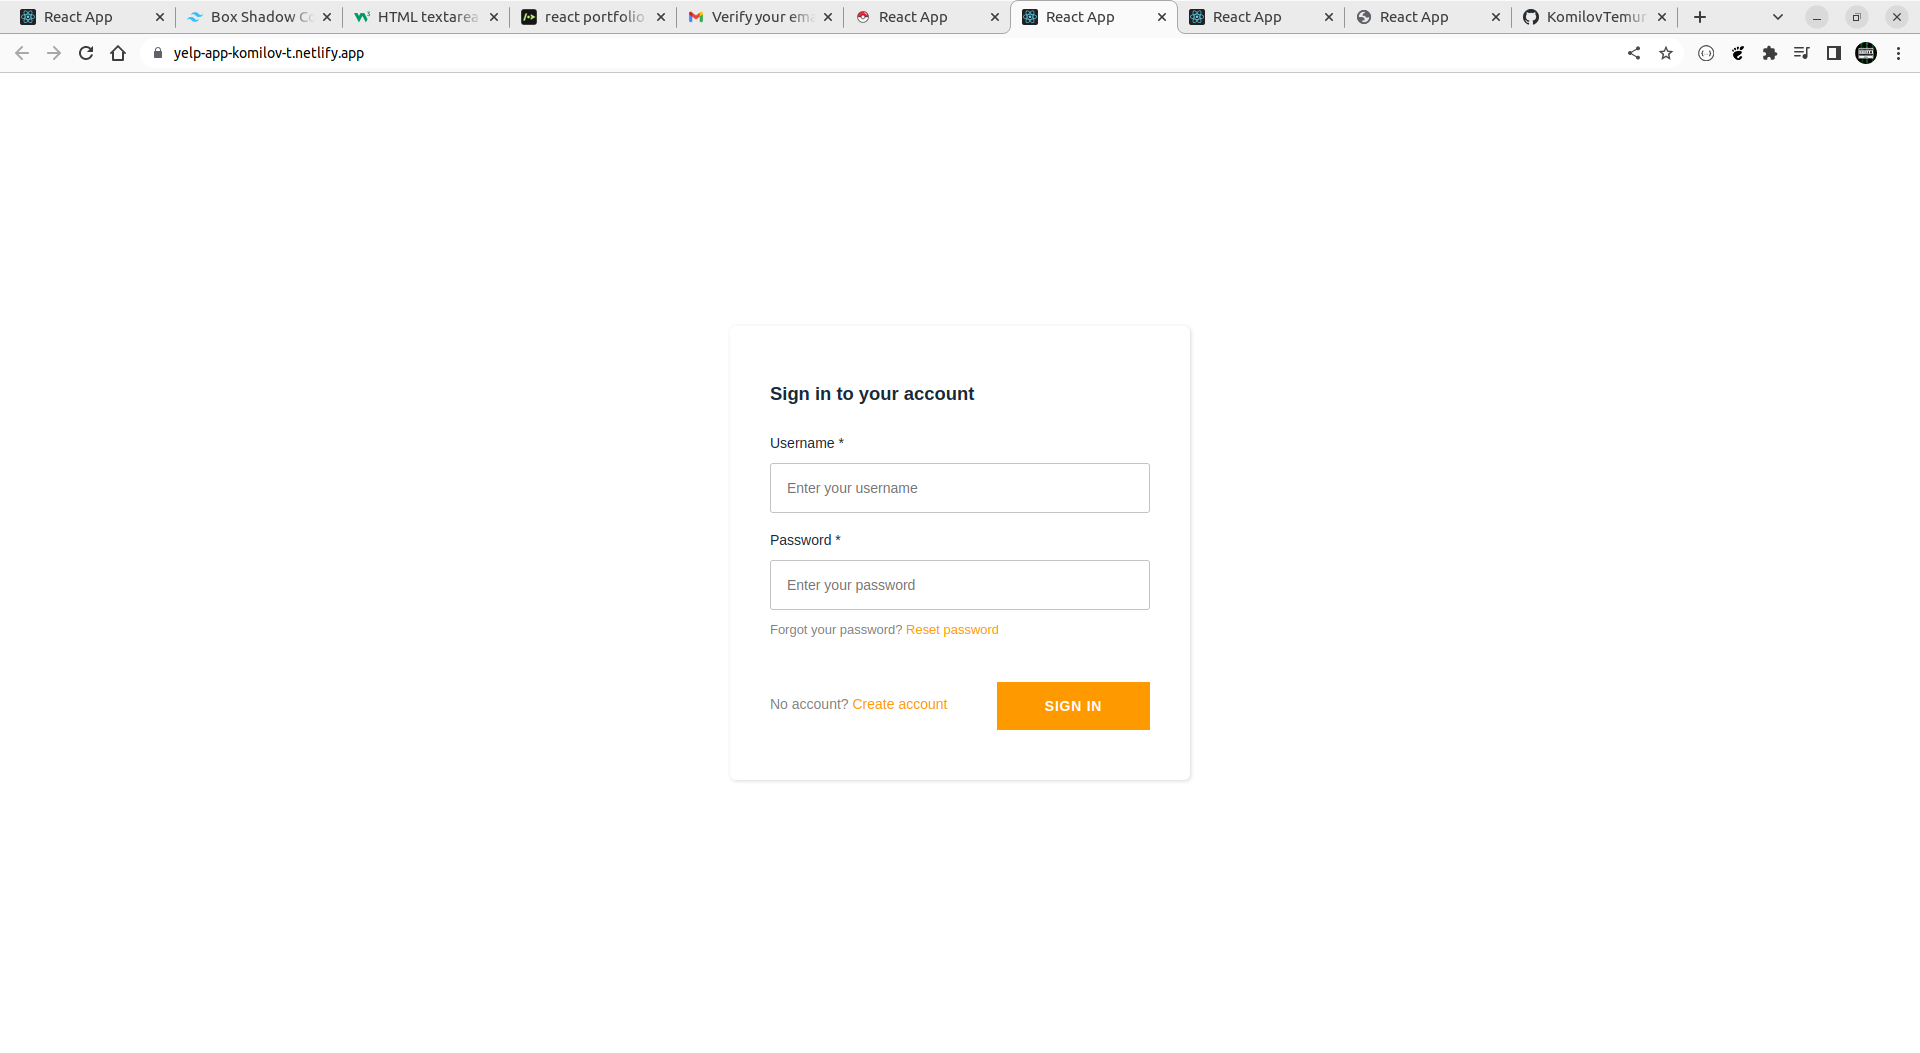 React App
Box Shadow Co
HTML textarea
react portfolio
Verify your ema
React App
React App
React App
React App
KomilovTemur
yelp-app-komilov-t.netlify.app
Sign in to your account
Username *
Enter your username
Password *
Enter your password
Forgot your password? Reset password
No account? Create account
SIGN IN